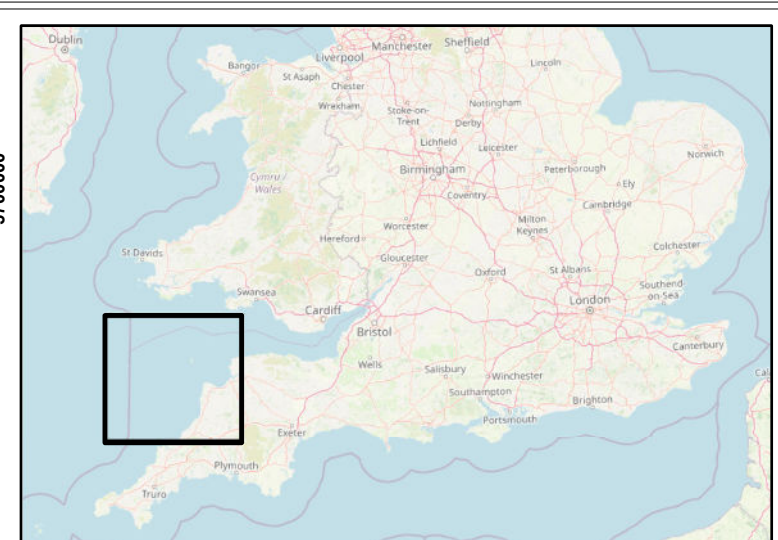 Dublin
Manchester
Sheffield
Liverpool
Bangor
Lincoln
St Asaph
Chester
Wrexham
Stoke-on-
Trent
Nottingham
Derby
Lichfield
Leicester
Norwich
Birmingham
Peterborough
Cymru/
Wales
Ely
Coventry
Cambridge
Worcester
Milton
Keynes
Hereford
Colchester
St Davids
Gloucester
Oxford
St Albans
Southend
-on-Sea
Swansea
London
Cardiff
Bristol
Canterbury
Wells
Salisbury
Winchester
Cal
Southampton
Brighton
Portsmouth
Exeter
Plymouth
Truro